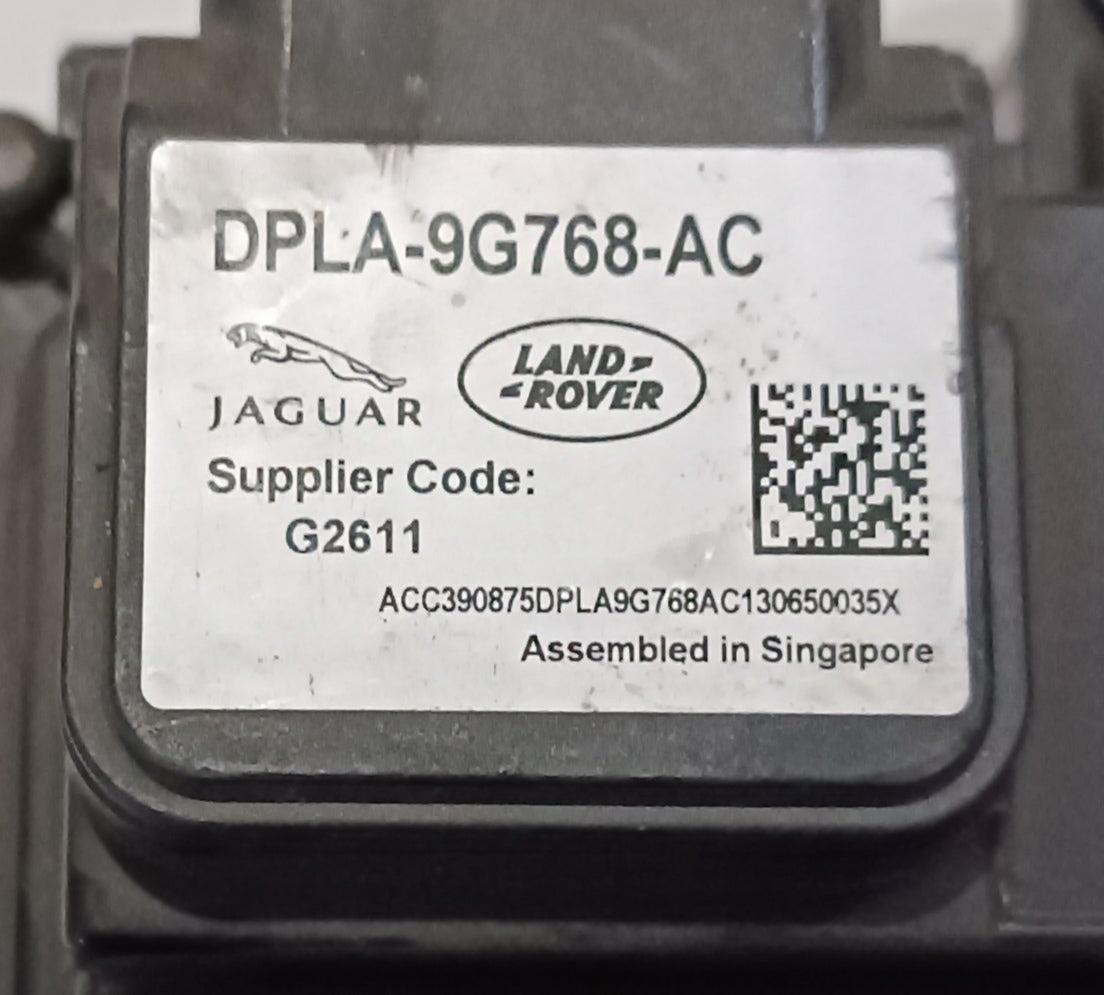 DPLA-9G768-AC
JAGUAR
LAND
ROVER
Supplier Code:
G2611
ACC390875DPLA9G768AC130650035X
Assembled in Singapore